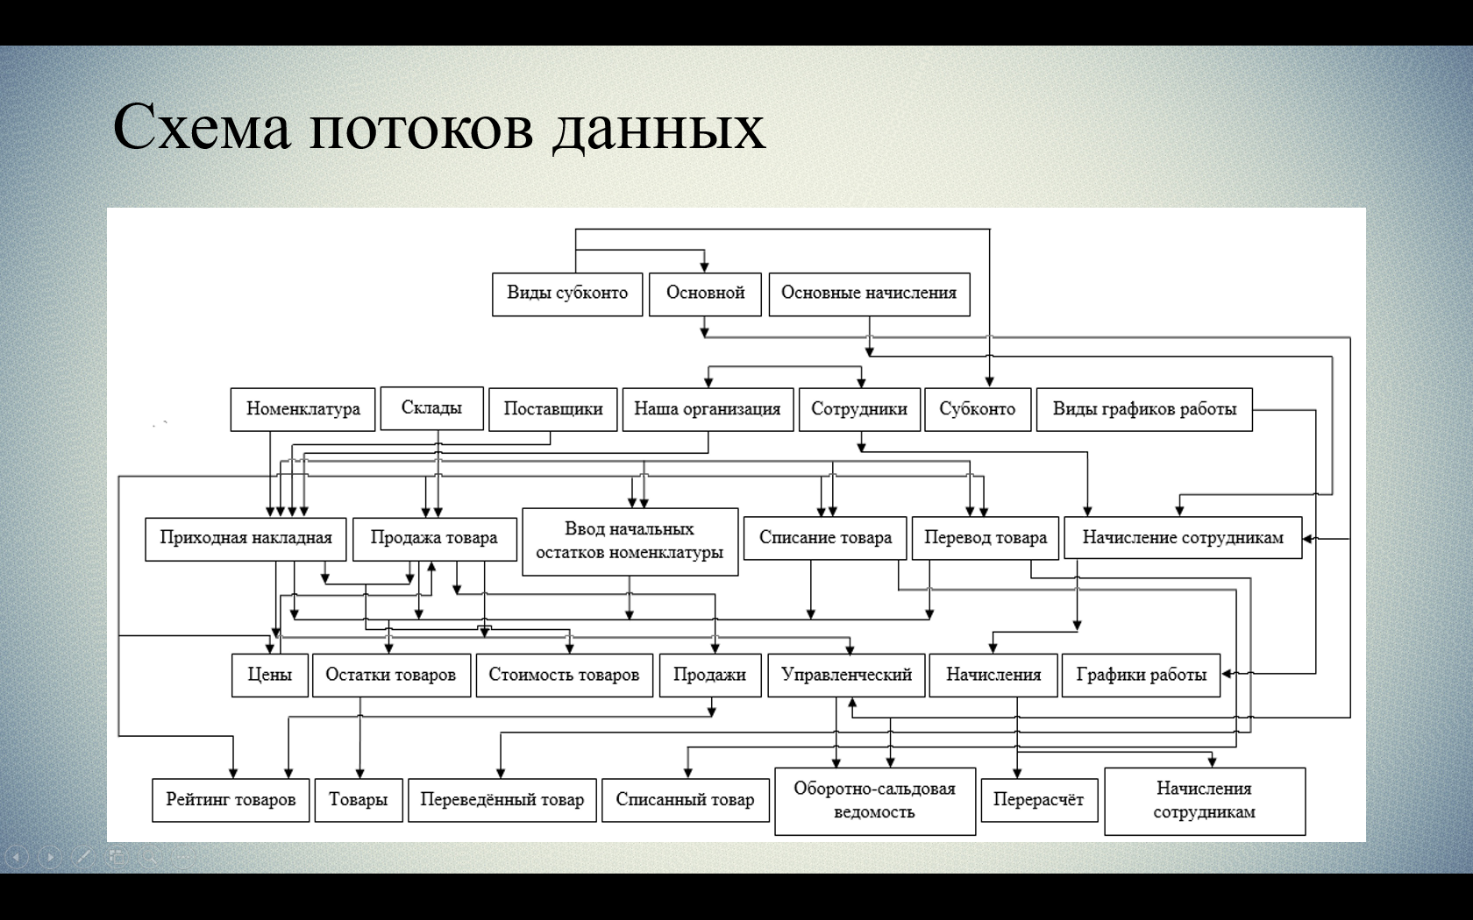 Схема потоков данных
Виды субконто
Основной
Основные начисления
Номенклатура
Склады
Поставщики
Наша организация
Сотрудники
Субконто
Виды графиков работы
Приходная накладная
Продажа товара
Ввод начальных
остатков номенклатуры
Списание товара
Перевод товара
Начисление сотрудникам
Цены
Остатки товаров
Стоимость товаров
Продажи
Управленческий
Начисления
Графики работы
Рейтинг товаров
Товары
Переведённый товар
Списанный товар
Оборотно-сальдовая
ведомость
Перерасчёт
Начисления
сотрудникам